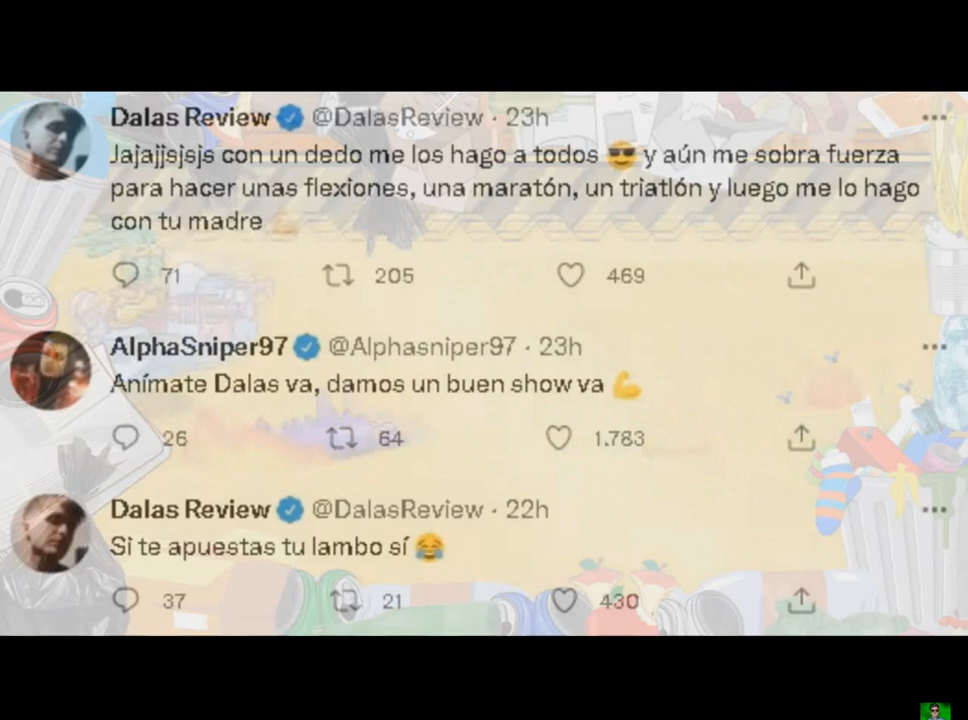 Dalas Review @DalasReview · 23h
Jajajjsjsjs con un dedo me los hago a todos 😎 y aún me sobra fuerza
para hacer unas flexiones, una maratón, un triatlón y luego me lo hago
con tu madre
71 205 469
AlphaSniper97 @Alphasniper97 · 23h
Anímate Dalas va, damos un buen show va 💪
26 64 1.783
Dalas Review @DalasReview · 22h
Si te apuestas tu lambo sí 😂
37 21 430